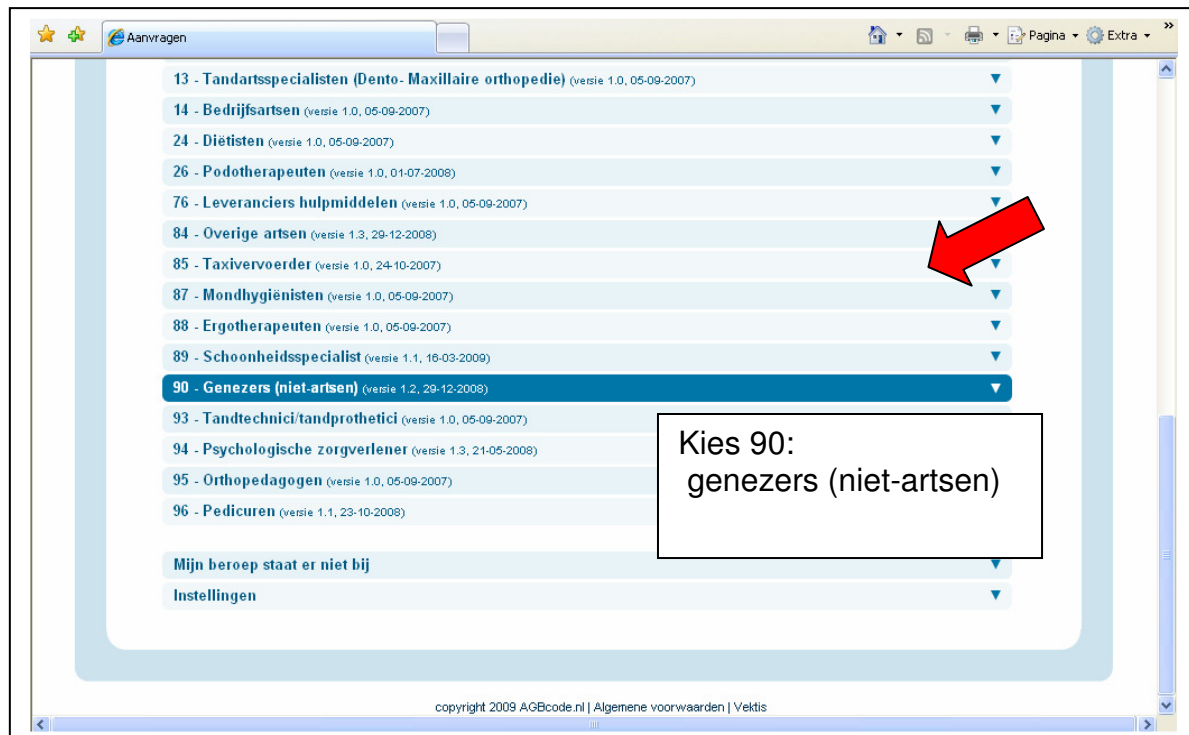 Aanvragen
Pagina
Extra
»
13 - Tandartsspecialisten (Dento- Maxillaire orthopedie) (versie 1.0, 05-09-2007)
14 - Bedrijfsartsen (versie 1.0, 05-09-2007)
24 - Diëtisten (versie 1.0, 05-09-2007)
26 - Podotherapeuten (versie 1.0, 01-07-2008)
76 - Leveranciers hulpmiddelen (versie 1.0, 05-09-2007)
84 - Overige artsen (versie 1.3, 29-12-2008)
85 - Taxivervoerder (versie 1.0, 24-10-2007)
87 - Mondhygiënisten (versie 1.0, 05-09-2007)
88 - Ergotherapeuten (versie 1.0, 05-09-2007)
89 - Schoonheidsspecialist (versie 1.1, 16-03-2009)
90 - Genezers (niet-artsen) (versie 1.2, 29-12-2008)
93 - Tandtechnici/tandprothetici (versie 1.0, 05-09-2007)
94 - Psychologische zorgverlener (versie 1.3, 21-05-2008)
95 - Orthopedagogen (versie 1.0, 05-09-2007)
96 - Pedicuren (versie 1.1, 23-10-2008)
Kies 90:
genezers (niet-artsen)
Mijn beroep staat er niet bij
Instellingen
copyright 2009 AGBcode.nl | Algemene voorwaarden | Vektis